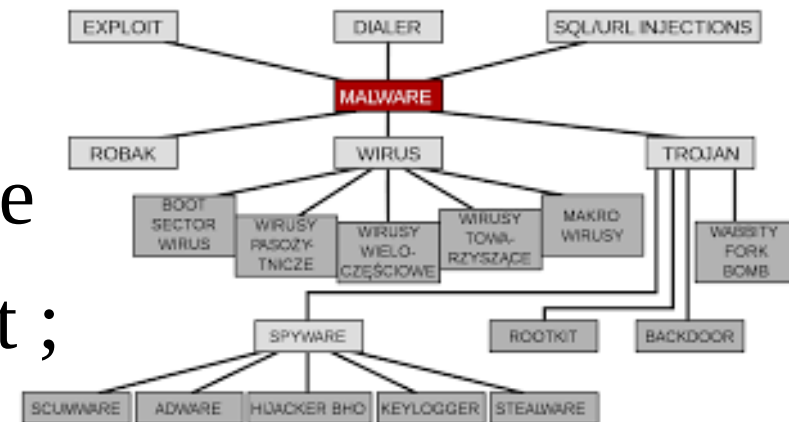 EXPLOIT
DIALER
SQL/URL INJECTIONS
MALWARE
ROBAK
WIRUS
TROJAN
e
BOOT
SECTOR
WIRUS
WIRUSY
PASOŻY-
TNICZE
WIRUSY
WIELO-
CZĘŚCIOWE
WIRUSY
TOWA-
RZYSZĄCE
MAKRO
WIRUSY
WABBITY
FORK
BOMB
t ;
SPYWARE
ROOTKIT
BACKDOOR
SCUMWARE
ADWARE
HIJACKER BHO
KEYLOGGER
STEALWARE